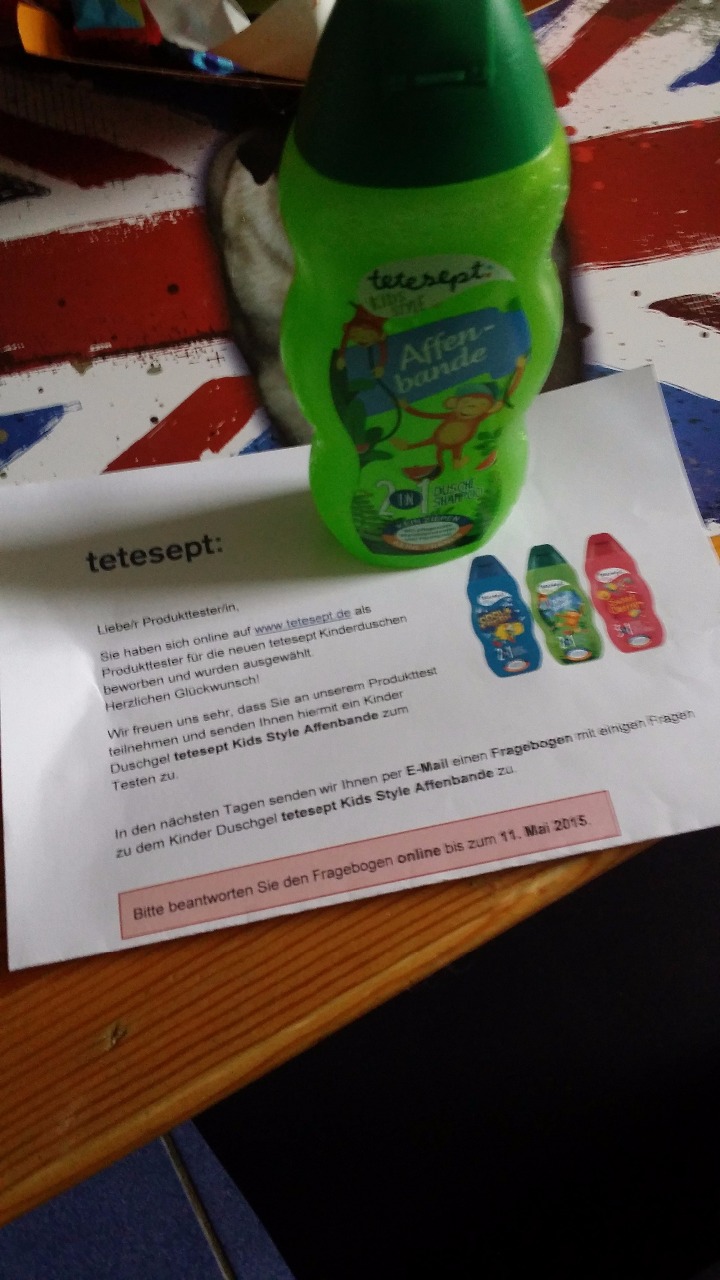 tetesept:
KIDS
STYLE
Affen-
bande
2 IN 1 DUSCHE
SHAMPOO
tetesept:
Liebe/r Produkttester/in,
Sie haben sich online auf www.tetesept.de als
Produkttester für die neuen tetesept Kinderduschen
beworben und wurden ausgewählt.
Herzlichen Glückwunsch!
Wir freuen uns sehr, dass Sie an unserem Produkttest
teilnehmen und senden Ihnen hiermit ein Kinder
Duschgel tetesept Kids Style Affenbande zum
Testen zu.
In den nächsten Tagen senden wir Ihnen per E-Mail einen Fragebogen mit einigen Fragen
zu dem Kinder Duschgel tetesept Kids Style Affenbande zu.
Bitte beantworten Sie den Fragebogen online bis zum 11. Mai 2015.